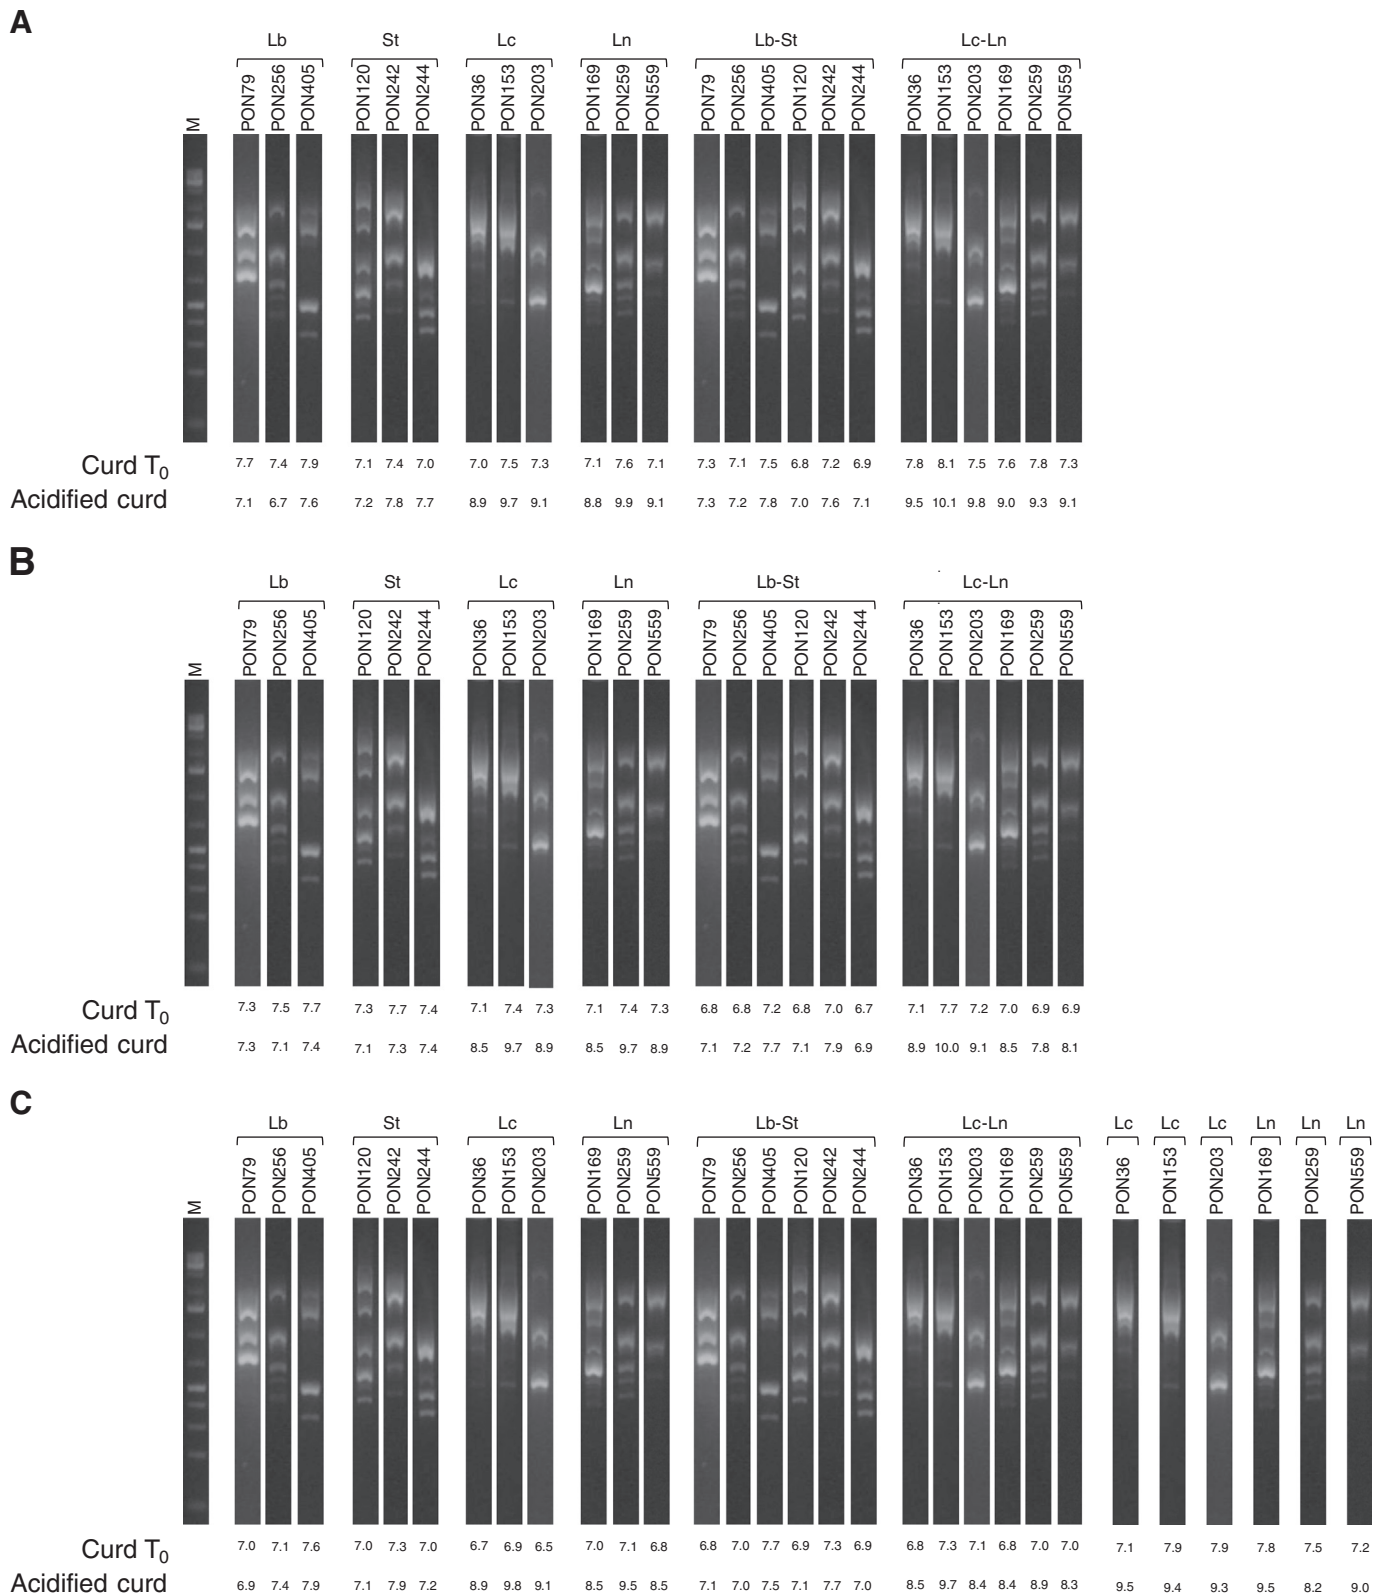 A
Lb St Lc Ln Lb-St Lc-Ln
M PON79 PON256 PON405 PON120 PON242 PON244 PON36 PON153 PON203 PON169 PON259 PON559 PON79 PON256 PON405 PON120 PON242 PON244 PON36 PON153 PON203 PON169 PON259 PON559
Curd T0 7.7 7.4 7.9 7.1 7.4 7.0 7.0 7.5 7.3 7.1 7.6 7.1 7.3 7.1 7.5 6.8 7.2 6.9 7.8 8.1 7.5 7.6 7.8 7.3
Acidified curd 7.1 6.7 7.6 7.2 7.8 7.7 8.9 9.7 9.1 8.8 9.9 9.1 7.3 7.2 7.8 7.0 7.6 7.1 9.5 10.1 9.8 9.0 9.3 9.1
B
Lb St Lc Ln Lb-St Lc-Ln
M PON79 PON256 PON405 PON120 PON242 PON244 PON36 PON153 PON203 PON169 PON259 PON559 PON79 PON256 PON405 PON120 PON242 PON244 PON36 PON153 PON203 PON169 PON259 PON559
Curd T0 7.3 7.5 7.7 7.3 7.7 7.4 7.1 7.4 7.3 7.1 7.4 7.3 6.8 6.8 7.2 6.8 7.0 6.7 7.1 7.7 7.2 7.0 6.9 6.9
Acidified curd 7.3 7.1 7.4 7.1 7.3 7.4 8.5 9.7 8.9 8.5 9.7 8.9 7.1 7.2 7.7 7.1 7.9 6.9 8.9 10.0 9.1 8.5 7.8 8.1
C
Lb St Lc Ln Lb-St Lc-Ln Lc Lc Lc Ln Ln Ln
M PON79 PON256 PON405 PON120 PON242 PON244 PON36 PON153 PON203 PON169 PON259 PON559 PON79 PON256 PON405 PON120 PON242 PON244 PON36 PON153 PON203 PON169 PON259 PON559 PON36 PON153 PON203 PON169 PON259 PON559
Curd T0 7.0 7.1 7.6 7.0 7.3 7.0 6.7 6.9 6.5 7.0 7.1 6.8 6.8 7.0 7.7 6.9 7.3 6.9 6.8 7.3 7.1 6.8 7.0 7.0 7.1 7.9 7.9 7.8 7.5 7.2
Acidified curd 6.9 7.4 7.9 7.1 7.9 7.2 8.9 9.8 9.1 8.5 9.5 8.5 7.1 7.0 7.5 7.1 7.7 7.0 8.5 9.7 8.4 8.4 8.9 8.3 9.5 9.4 9.3 9.5 8.2 9.0